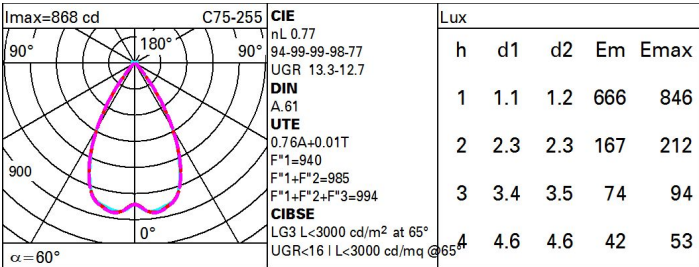 Imax=868 cd C75-255
90° 180° 90°
900
0°
α=60°
CIE
nL 0.77
94-99-99-98-77
UGR 13.3-12.7
DIN
A.61
UTE
0.76A+0.01T
F"1=940
F"1+F"2=985
F"1+F"2+F"3=994
CIBSE
LG3 L<3000 cd/m² at 65°
UGR<16 | L<3000 cd/mq @65°
Lux
h d1 d2 Em Emax
1 1.1 1.2 666 846
2 2.3 2.3 167 212
3 3.4 3.5 74 94
4 4.6 4.6 42 53